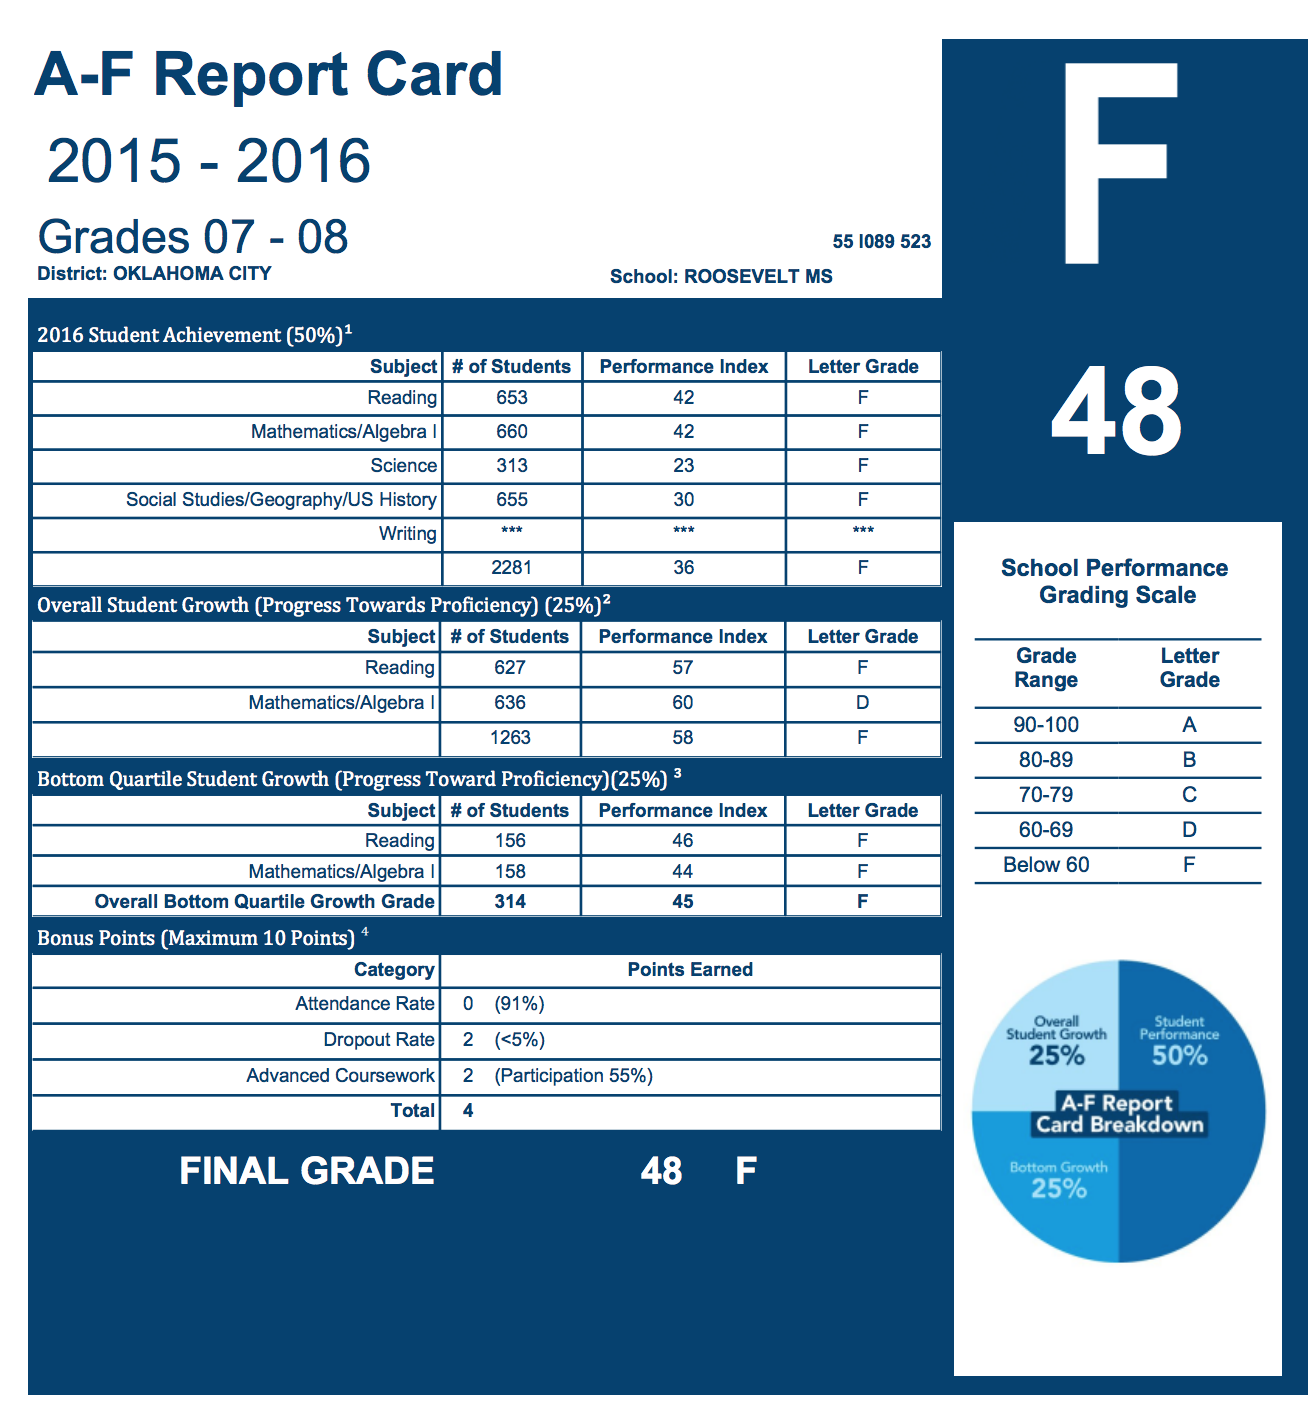 A-F Report Card
2015 - 2016
Grades 07 - 08
55 I089 523
District: OKLAHOMA CITY
School: ROOSEVELT MS
F
48
2016 Student Achievement (50%)¹
Subject # of Students Performance Index Letter Grade
Reading 653 42 F
Mathematics/Algebra I 660 42 F
Science 313 23 F
Social Studies/Geography/US History 655 30 F
Writing *** *** ***
2281 36 F
Overall Student Growth (Progress Towards Proficiency) (25%)²
Subject # of Students Performance Index Letter Grade
Reading 627 57 F
Mathematics/Algebra I 636 60 D
1263 58 F
Bottom Quartile Student Growth (Progress Toward Proficiency)(25%) ³
Subject # of Students Performance Index Letter Grade
Reading 156 46 F
Mathematics/Algebra I 158 44 F
Overall Bottom Quartile Growth Grade 314 45 F
Bonus Points (Maximum 10 Points) ⁴
Category Points Earned
Attendance Rate 0 (91%)
Dropout Rate 2 (<5%)
Advanced Coursework 2 (Participation 55%)
Total 4
FINAL GRADE 48 F
School Performance
Grading Scale
Grade Letter
Range Grade
90-100 A
80-89 B
70-79 C
60-69 D
Below 60 F
Overall
Student Growth
25%
Student
Performance
50%
A-F Report
Card Breakdown
Bottom Growth
25%